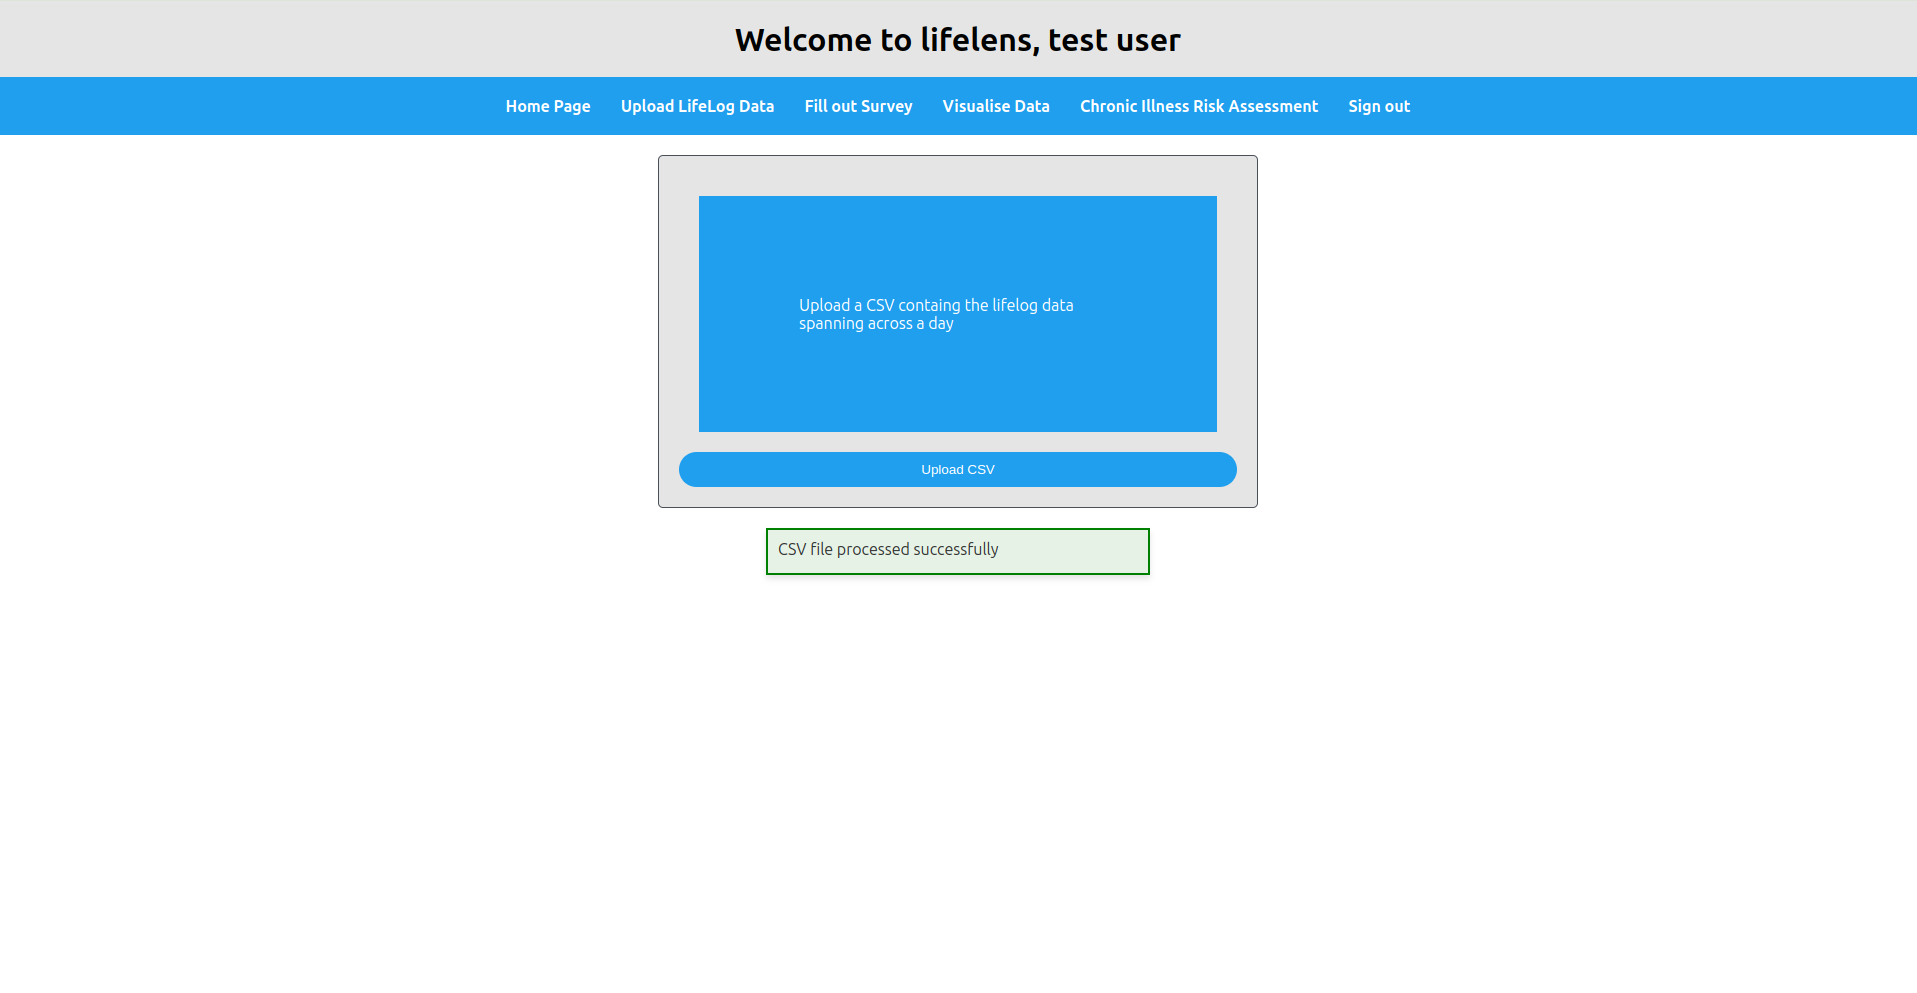 Welcome to lifelens, test user
Home Page Upload LifeLog Data Fill out Survey Visualise Data Chronic Illness Risk Assessment Sign out
Upload a CSV containg the lifelog data
spanning across a day
Upload CSV
CSV file processed successfully